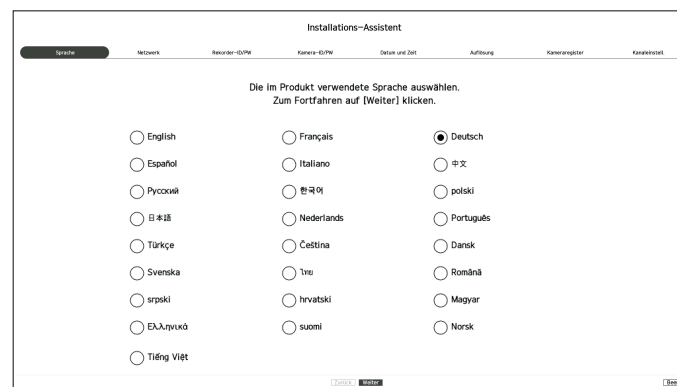 Installations-Assistent
Sprache Netzwerk Rekorder-ID/PW Kamera-ID/PW Datum und Zeit Auflösung Kameraregister Kanaleinstell.
Die im Produkt verwendete Sprache auswählen.
Zum Fortfahren auf [Weiter] klicken.
English Français Deutsch
Español Italiano 中文
Русский 한국어 polski
日本語 Nederlands Português
Türkçe Čeština Dansk
Svenska ไทย Română
srpski hrvatski Magyar
Ελληνικά suomi Norsk
Tiếng Việt
Zurück Weiter